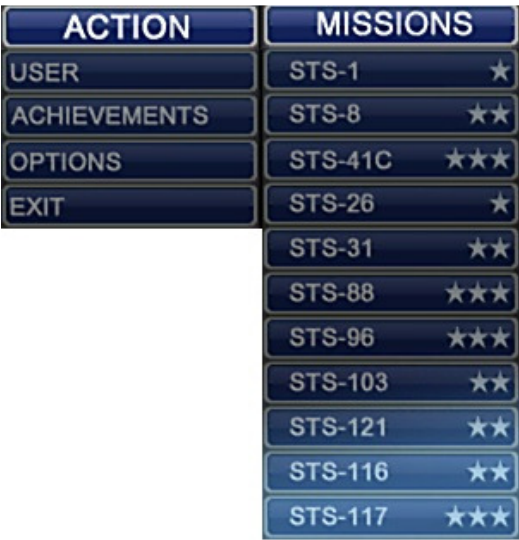 ACTION
USER
ACHIEVEMENTS
OPTIONS
EXIT
MISSIONS
STS-1 ★
STS-8 ★★
STS-41C ★★★
STS-26 ★
STS-31 ★★
STS-88 ★★★
STS-96 ★★★
STS-103 ★★
STS-121 ★★
STS-116 ★★
STS-117 ★★★